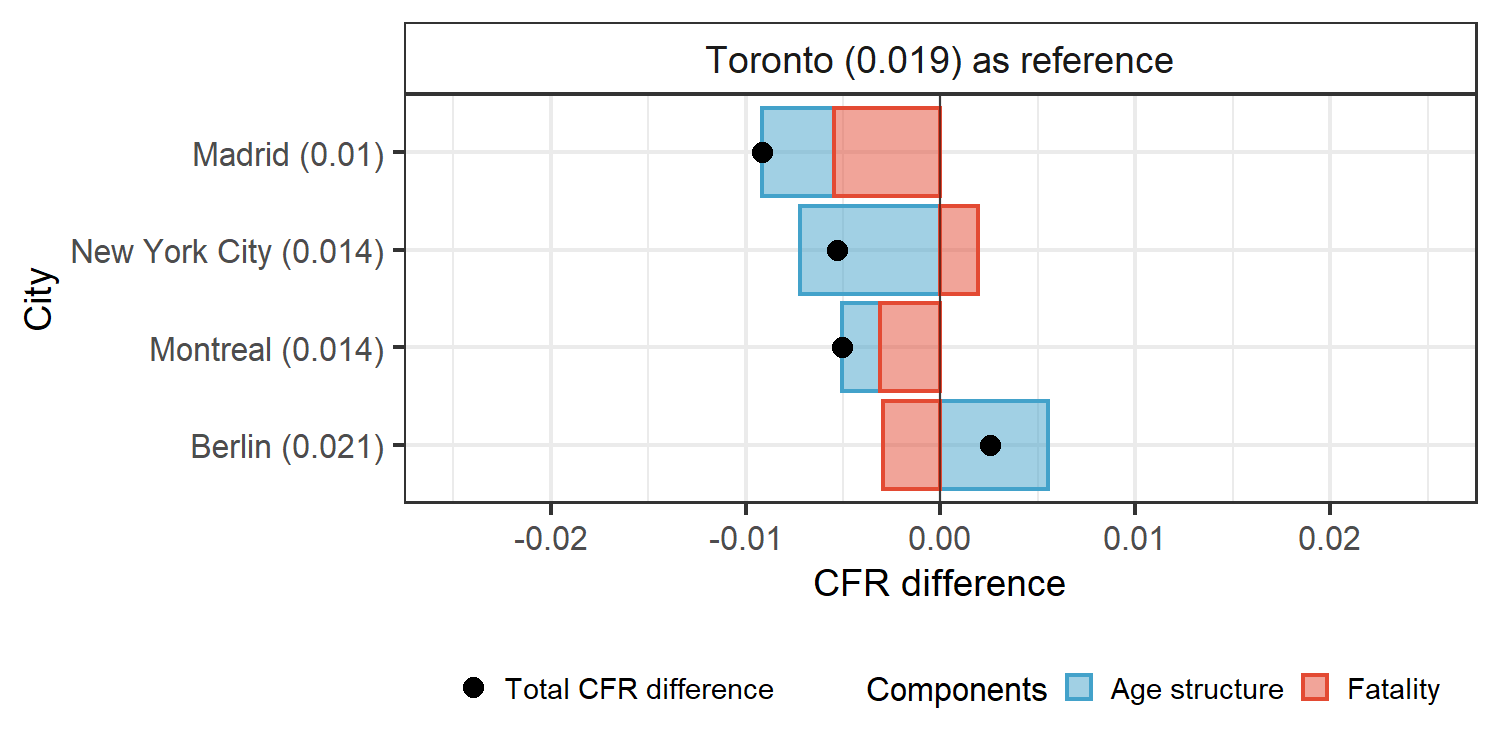 Toronto (0.019) as reference
Madrid (0.01)
New York City (0.014)
Montreal (0.014)
Berlin (0.021)
City
-0.02 -0.01 0.00 0.01 0.02
CFR difference
Total CFR difference Components Age structure Fatality